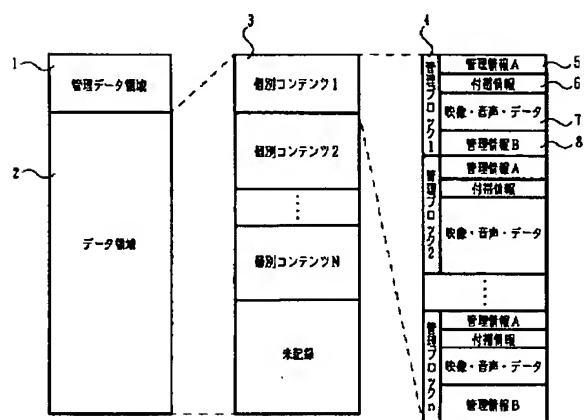 1
管理データ領域
2
データ領域
3
個別コンテンツ1
個別コンテンツ2
⋮
個別コンテンツN
未記録
4
管理ブロック1
管理情報A
5
付帯情報
6
映像・音声・データ
7
管理情報B
8
管理ブロック2
管理情報A
付帯情報
映像・音声・データ
⋮
管理ブロックn
管理情報A
付帯情報
映像・音声・データ
管理情報B